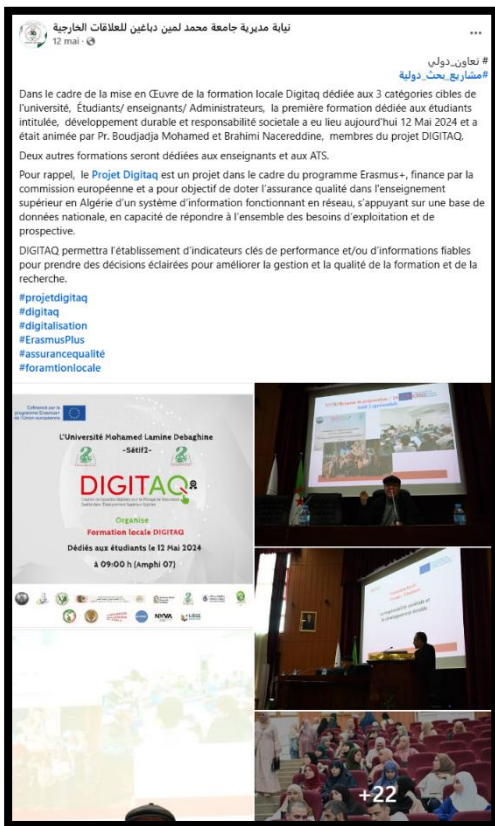 نيابة مديرية جامعة محمد لمين دباغين للعلاقات الخارجية
12 mai
# تعاون_دولي
#مشاريع_بحث_دولية
Dans le cadre de la mise en Œuvre de la formation locale Digitaq dédiée aux 3 catégories cibles de
l'université, Étudiants/ enseignants/ Administrateurs, la première formation dédiée aux étudiants
intitulée, développement durable et responsabilité societale a eu lieu aujourd'hui 12 Mai 2024 et a
était animée par Pr. Boudjadja Mohamed et Brahimi Nacereddine, membres du projet DIGITAQ.
Deux autres formations seront dédiées aux enseignants et aux ATS.
Pour rappel, le Projet Digitaq est un projet dans le cadre du programme Erasmus+, finance par la
commission européenne et a pour objectif de doter l'assurance qualité dans l'enseignement
supérieur en Algérie d'un système d'information fonctionnant en réseau, s'appuyant sur une base de
données nationale, en capacité de répondre à l'ensemble des besoins d'exploitation et de
prospective.
DIGITAQ permettra l'établissement d'indicateurs clés de performance et/ou d'informations fiables
pour prendre des décisions éclairées pour améliorer la gestion et la qualité de la formation et de la
recherche.
#projetdigitaq
#digitaq
#digitalisation
#ErasmusPlus
#assurancequalité
#foramtionlocale
Cofinancé par le
programme Erasmus+
de l'Union européenne
L'Université Mohamed Lamine Debaghine
-Sétif2-
DIGITAQ
Organise
Formation locale DIGITAQ
Dédiés aux étudiants le 12 Mai 2024
à 09:00 h (Amphi 07)
+22